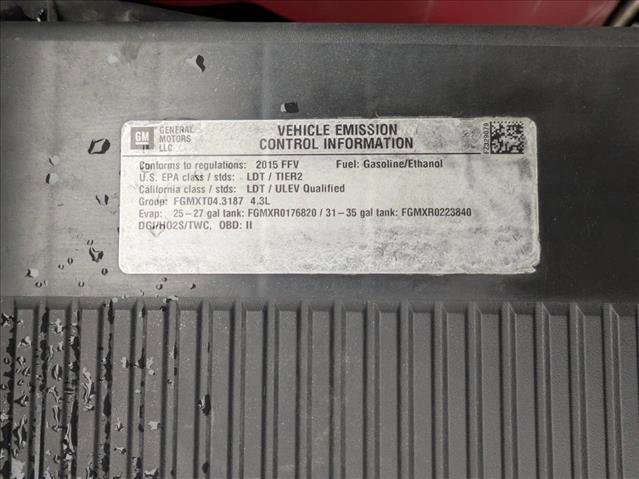 GM
GENERAL
MOTORS
LLC
VEHICLE EMISSION
CONTROL INFORMATION
Conforms to regulations: 2015 FFV Fuel: Gasoline/Ethanol
U.S. EPA class / stds: LDT / TIER2
California class / stds: LDT / ULEV Qualified
Group: FGMXT04.3187 4.3L
Evap: 25-27 gal tank: FGMXR0176820 / 31-35 gal tank: FGMXR0223840
DGI/HO2S/TWC, OBD: II